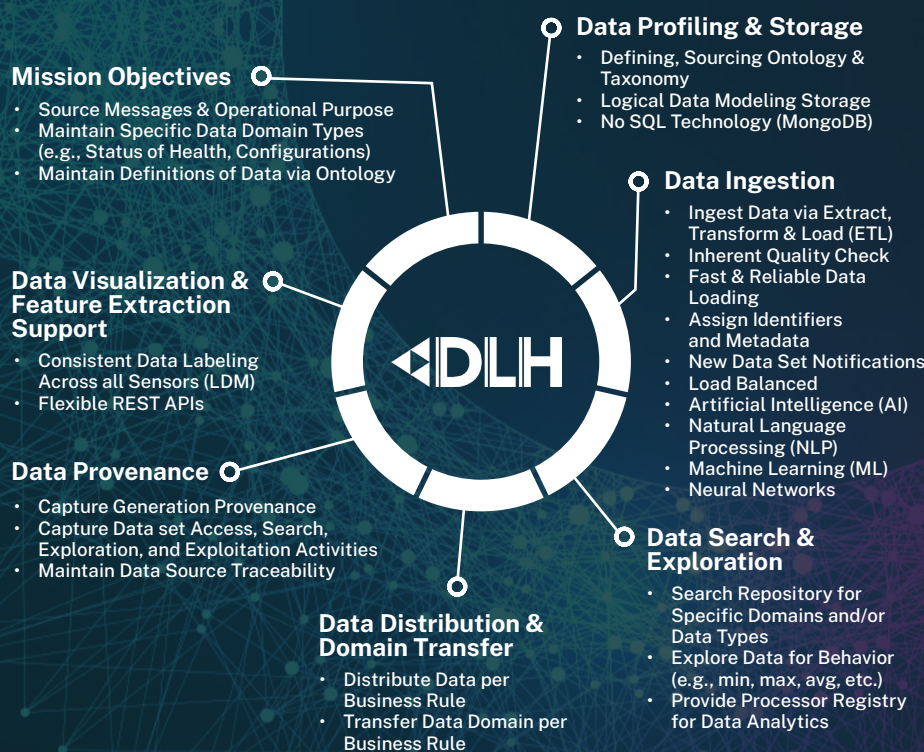 Data Profiling & Storage
• Defining, Sourcing Ontology &
Taxonomy
• Logical Data Modeling Storage
• No SQL Technology (MongoDB)
Mission Objectives
• Source Messages & Operational Purpose
• Maintain Specific Data Domain Types
(e.g., Status of Health, Configurations)
• Maintain Definitions of Data via Ontology
Data Ingestion
• Ingest Data via Extract,
Transform & Load (ETL)
• Inherent Quality Check
• Fast & Reliable Data
Loading
• Assign Identifiers
and Metadata
• New Data Set Notifications
• Load Balanced
• Artificial Intelligence (AI)
• Natural Language
Processing (NLP)
• Machine Learning (ML)
• Neural Networks
Data Visualization &
Feature Extraction
Support
• Consistent Data Labeling
Across all Sensors (LDM)
• Flexible REST APIs
DLH
Data Provenance
• Capture Generation Provenance
• Capture Data set Access, Search,
Exploration, and Exploitation Activities
• Maintain Data Source Traceability
Data Search &
Exploration
• Search Repository for
Specific Domains and/or
Data Types
• Explore Data for Behavior
(e.g., min, max, avg, etc.)
• Provide Processor Registry
for Data Analytics
Data Distribution &
Domain Transfer
• Distribute Data per
Business Rule
• Transfer Data Domain per
Business Rule